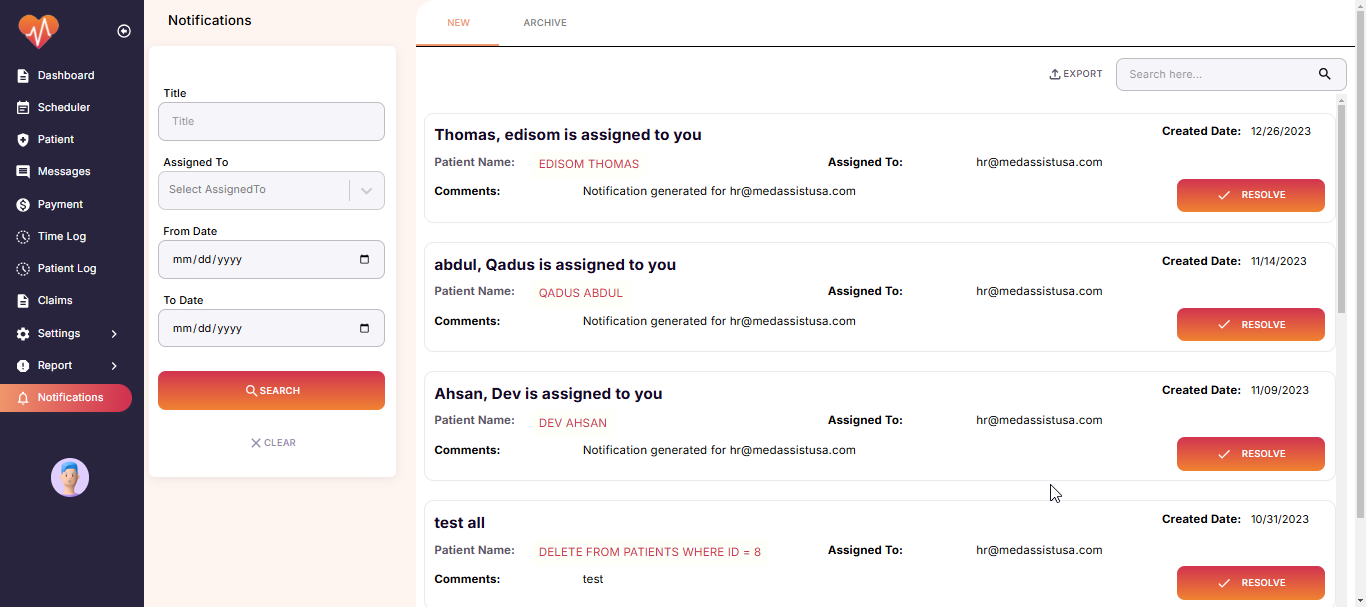 Dashboard
Scheduler
Patient
Messages
Payment
Time Log
Patient Log
Claims
Settings
Report
Notifications
Notifications
Title
Title
Assigned To
Select AssignedTo
From Date
mm/dd/yyyy
To Date
mm/dd/yyyy
SEARCH
CLEAR
NEW ARCHIVE
EXPORT Search here...
Thomas, edisom is assigned to you Created Date: 12/26/2023
Patient Name: EDISOM THOMAS Assigned To: hr@medassistusa.com
Comments: Notification generated for hr@medassistusa.com
RESOLVE
abdul, Qadus is assigned to you Created Date: 11/14/2023
Patient Name: QADUS ABDUL Assigned To: hr@medassistusa.com
Comments: Notification generated for hr@medassistusa.com
RESOLVE
Ahsan, Dev is assigned to you Created Date: 11/09/2023
Patient Name: DEV AHSAN Assigned To: hr@medassistusa.com
Comments: Notification generated for hr@medassistusa.com
RESOLVE
test all Created Date: 10/31/2023
Patient Name: DELETE FROM PATIENTS WHERE ID = 8 Assigned To: hr@medassistusa.com
Comments: test
RESOLVE